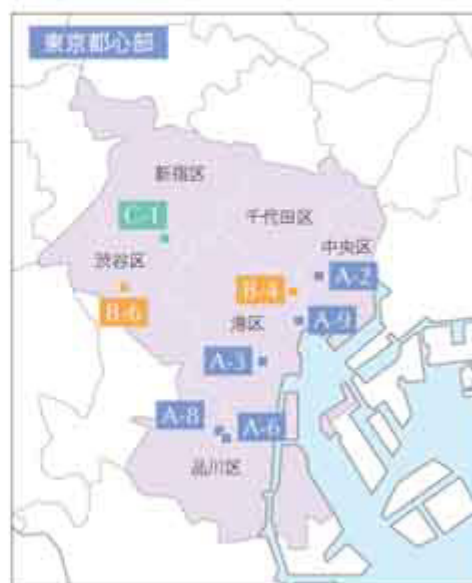 東京都心部
新宿区
C-1
千代田区
中央区
渋谷区
A-2
B-4
B-6
港区
A-9
A-3
A-8
A-6
品川区